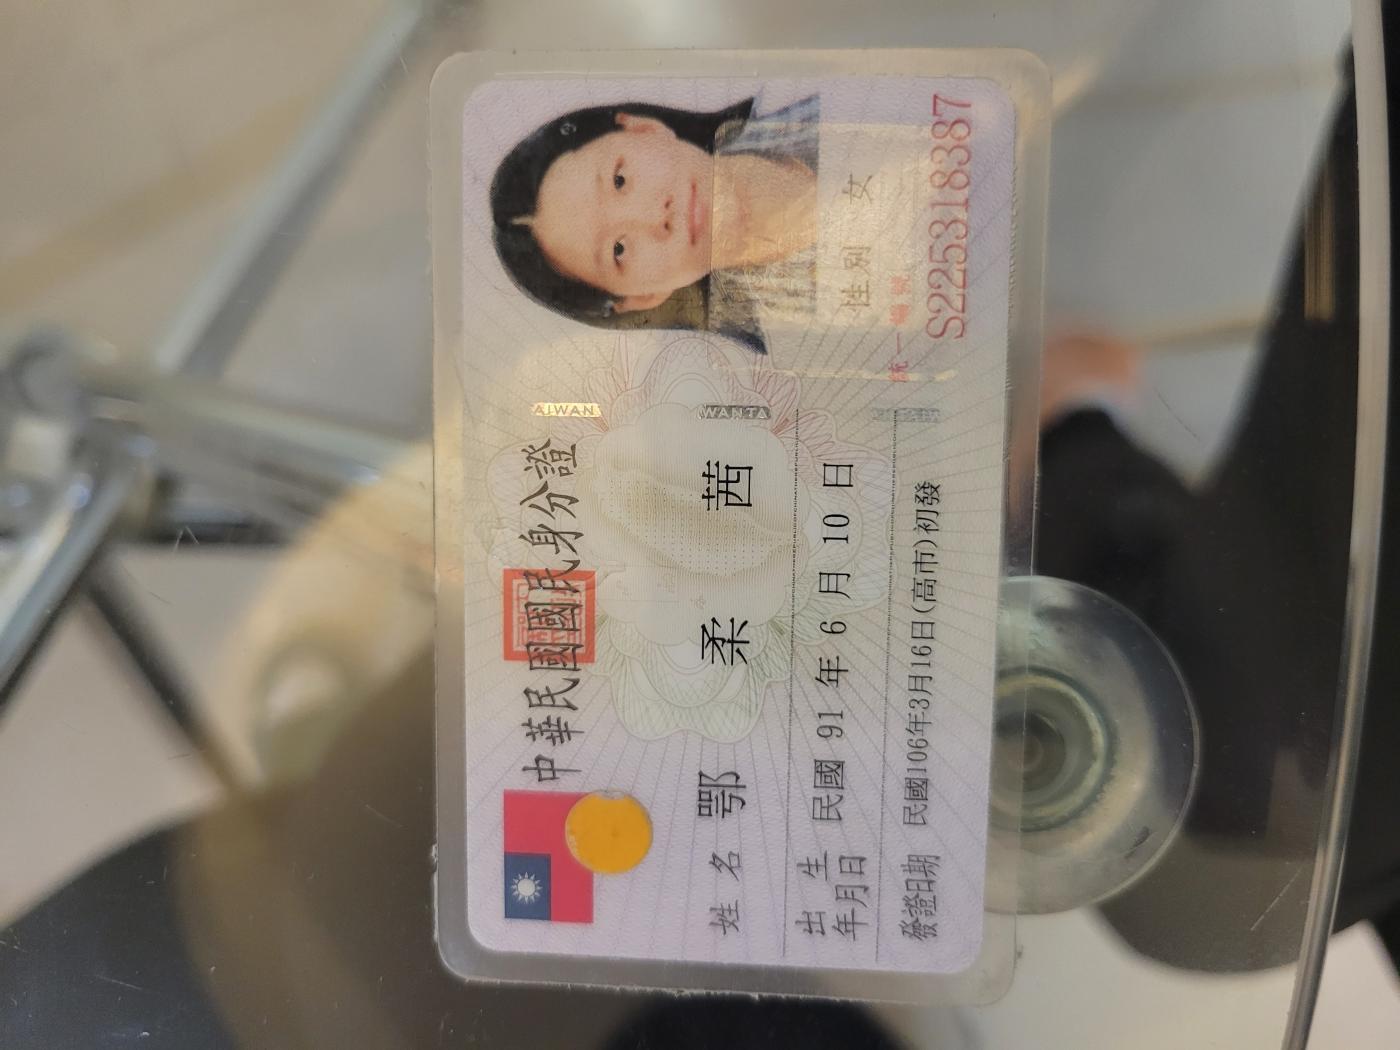 中華民國國民身分證
TAIWAN
姓名 鄂柔茜
WANTA
出生年月日 民國 91 年 6 月 10 日
性別 女
發證日期 民國106年3月16日(高市)初發
統一編號
S225318387